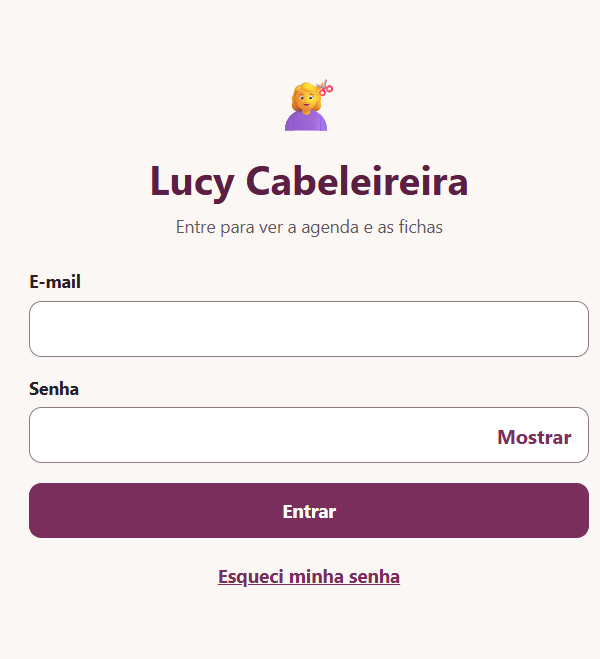 Lucy Cabeleireira
Entre para ver a agenda e as fichas
E-mail
Senha
Mostrar
Entrar
Esqueci minha senha